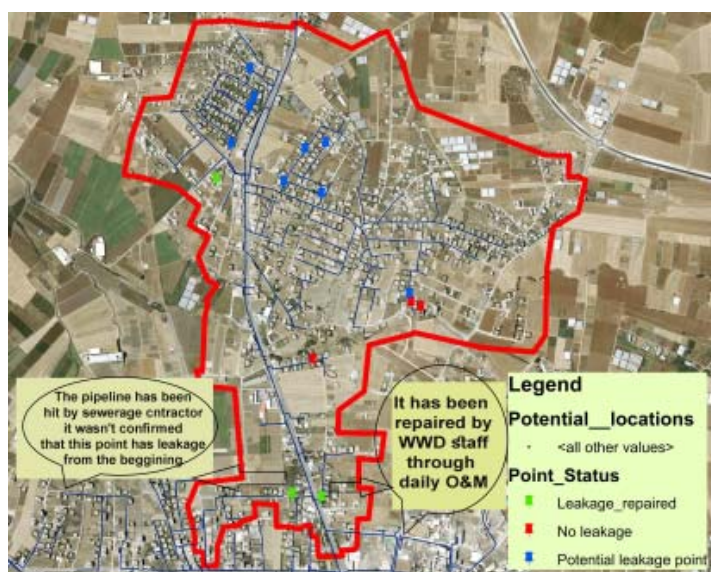 The pipeline has been
hit by sewerage cntractor
it wasn't confirmed
that this point has leakage
from the beggining
It has been
repaired by
WWD staff
through
daily O&M
Legend
Potential__locations
<all other values>
Point_Status
Leakage_repaired
No leakage
Potential leakage point